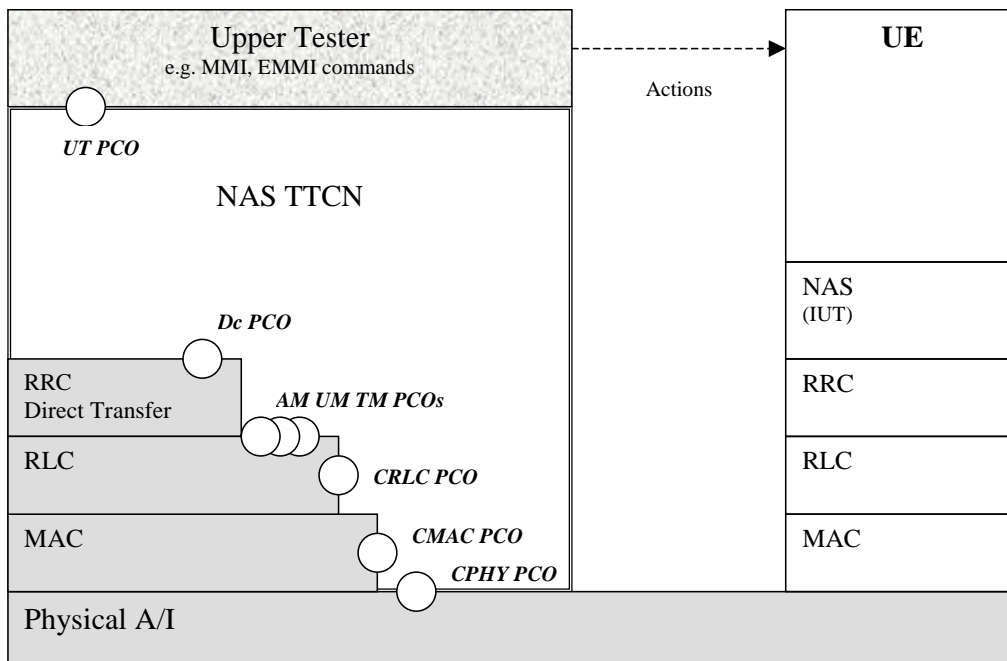 Upper Tester
e.g. MMI, EMMI commands
UE
Actions
UT PCO
NAS TTCN
NAS
(IUT)
Dc PCO
RRC
Direct Transfer
AM UM TM PCOs
RRC
RLC
CRLC PCO
RLC
MAC
CMAC PCO
MAC
CPHY PCO
Physical A/I